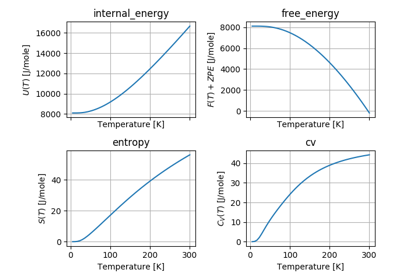 internal_energy
16000
14000
12000
10000
8000
U(T) [J/mole]
Temperature [K]
free_energy
8000
6000
4000
2000
0
F(T) + ZPE [J/mole]
Temperature [K]
entropy
40
20
0
S(T) [J/mole]
0 100 200 300
Temperature [K]
cv
40
30
20
10
0
C_V(T) [J/mole]
0 100 200 300
Temperature [K]